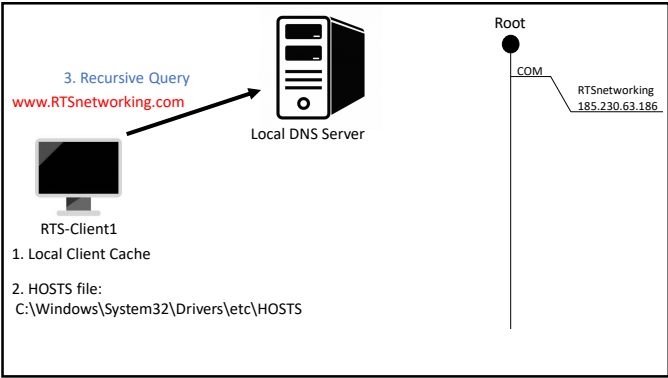 3. Recursive Query
www.RTSnetworking.com
Local DNS Server
RTS-Client1
1. Local Client Cache
2. HOSTS file:
C:\Windows\System32\Drivers\etc\HOSTS
Root
COM
RTSnetworking
185.230.63.186